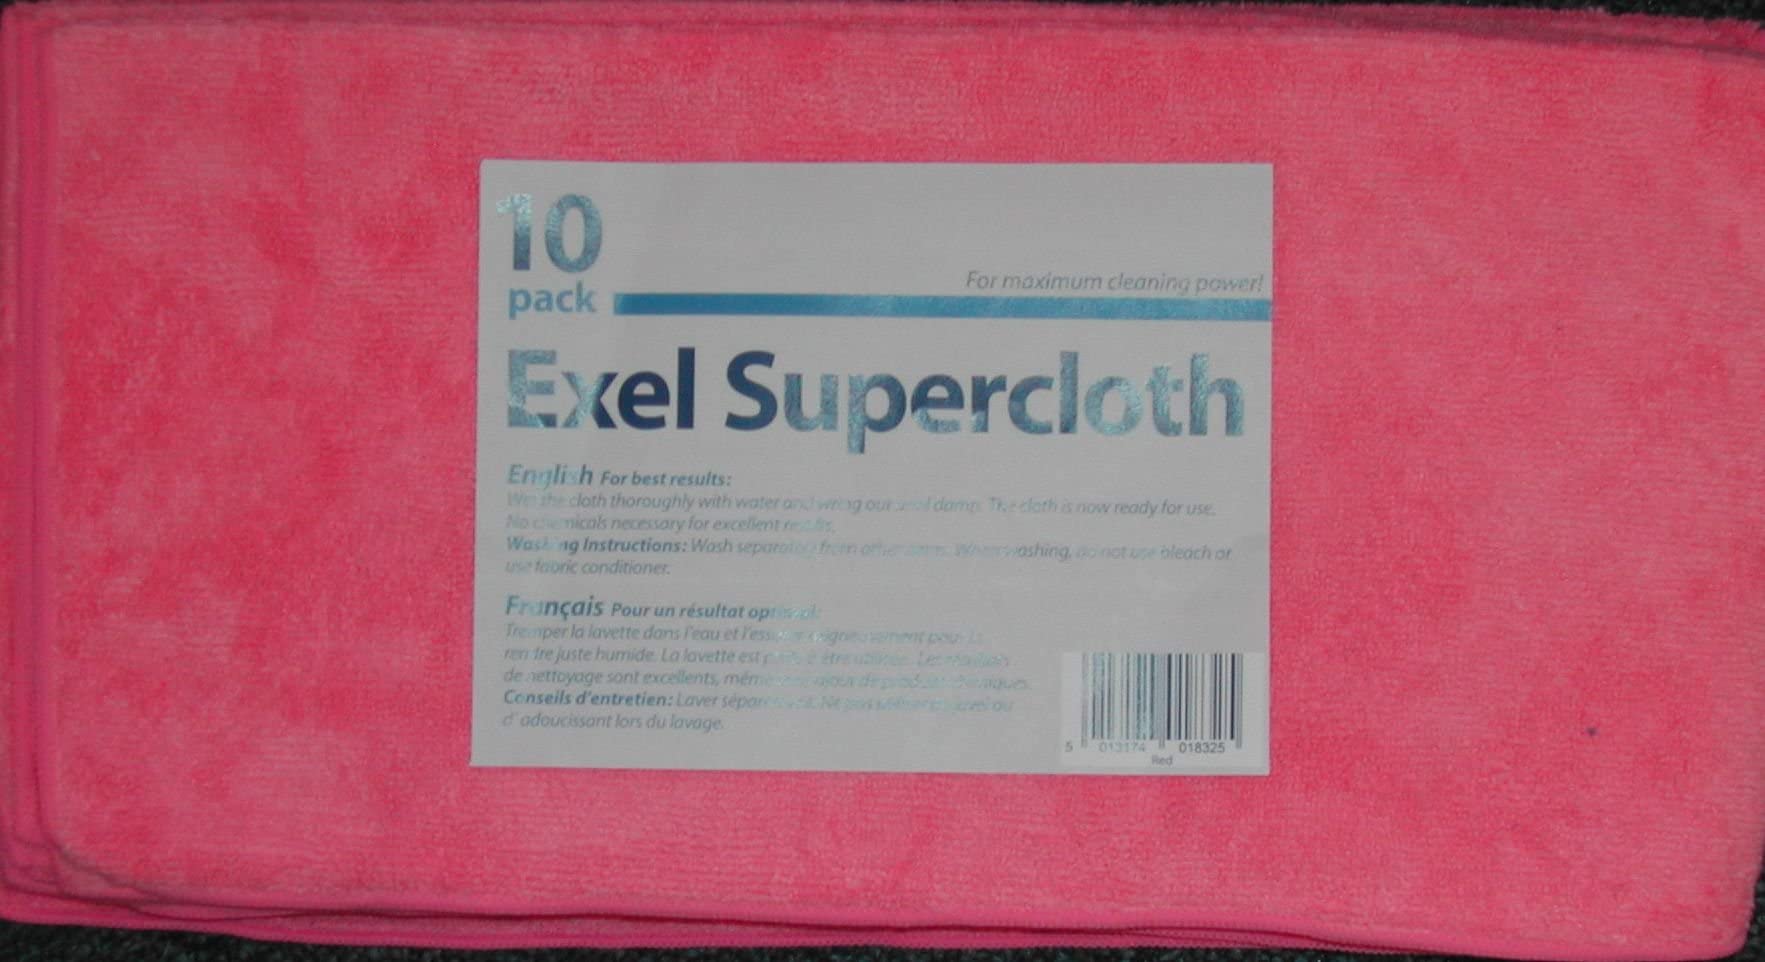 10
pack
For maximum cleaning power!
Exel Supercloth
English For best results:
Wet the cloth thoroughly with water and wring out until damp. The cloth is now ready for use.
No chemicals necessary for excellent results.
Washing Instructions: Wash separately from other items. When washing, do not use bleach or
use fabric conditioner.
Français Pour un résultat optimal:
Tremper la lavette dans l'eau et l'essorer soigneusement pour la
rendre juste humide. La lavette est prête à être utilisée. Les résultats
de nettoyage sont excellents, même sans ajout de produits chimiques.
Conseils d'entretien: Laver séparément. Ne pas utiliser ou
d'adoucissant lors du lavage.
5 013174 018325
Red